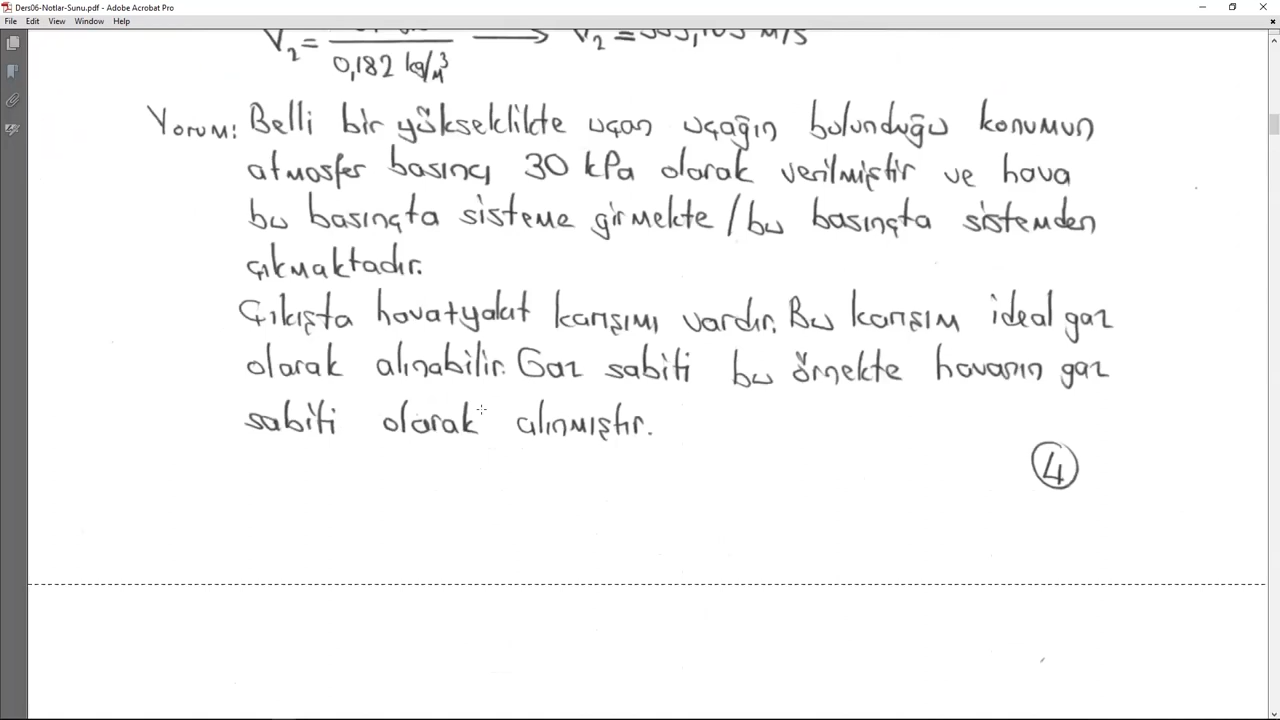 Ders06-Notlar-Sunu.pdf - Adobe Acrobat Pro
File Edit View Window Help
V2 = → V2 = m/s
0,182 kg/m³
Yorum: Belli bir yükseklikte uçan uçağın bulunduğu konumun
atmosfer basıncı 30 kPa olarak verilmiştir ve hava
bu basınçta sisteme girmekte / bu basınçta sistemden
çıkmaktadır.
Çıkışta hava+yakıt karışımı vardır. Bu karışım ideal gaz
olarak alınabilir. Gaz sabiti bu örnekte havanın gaz
sabiti olarak alınmıştır.
4